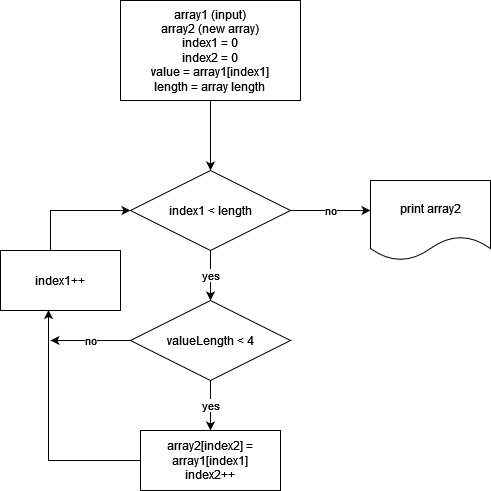 array1 (input)
array2 (new array)
index1 = 0
index2 = 0
value = array1[index1]
length = array length
index1 < length
no
print array2
yes
index1++
valueLength < 4
no
yes
array2[index2] =
array1[index1]
index2++